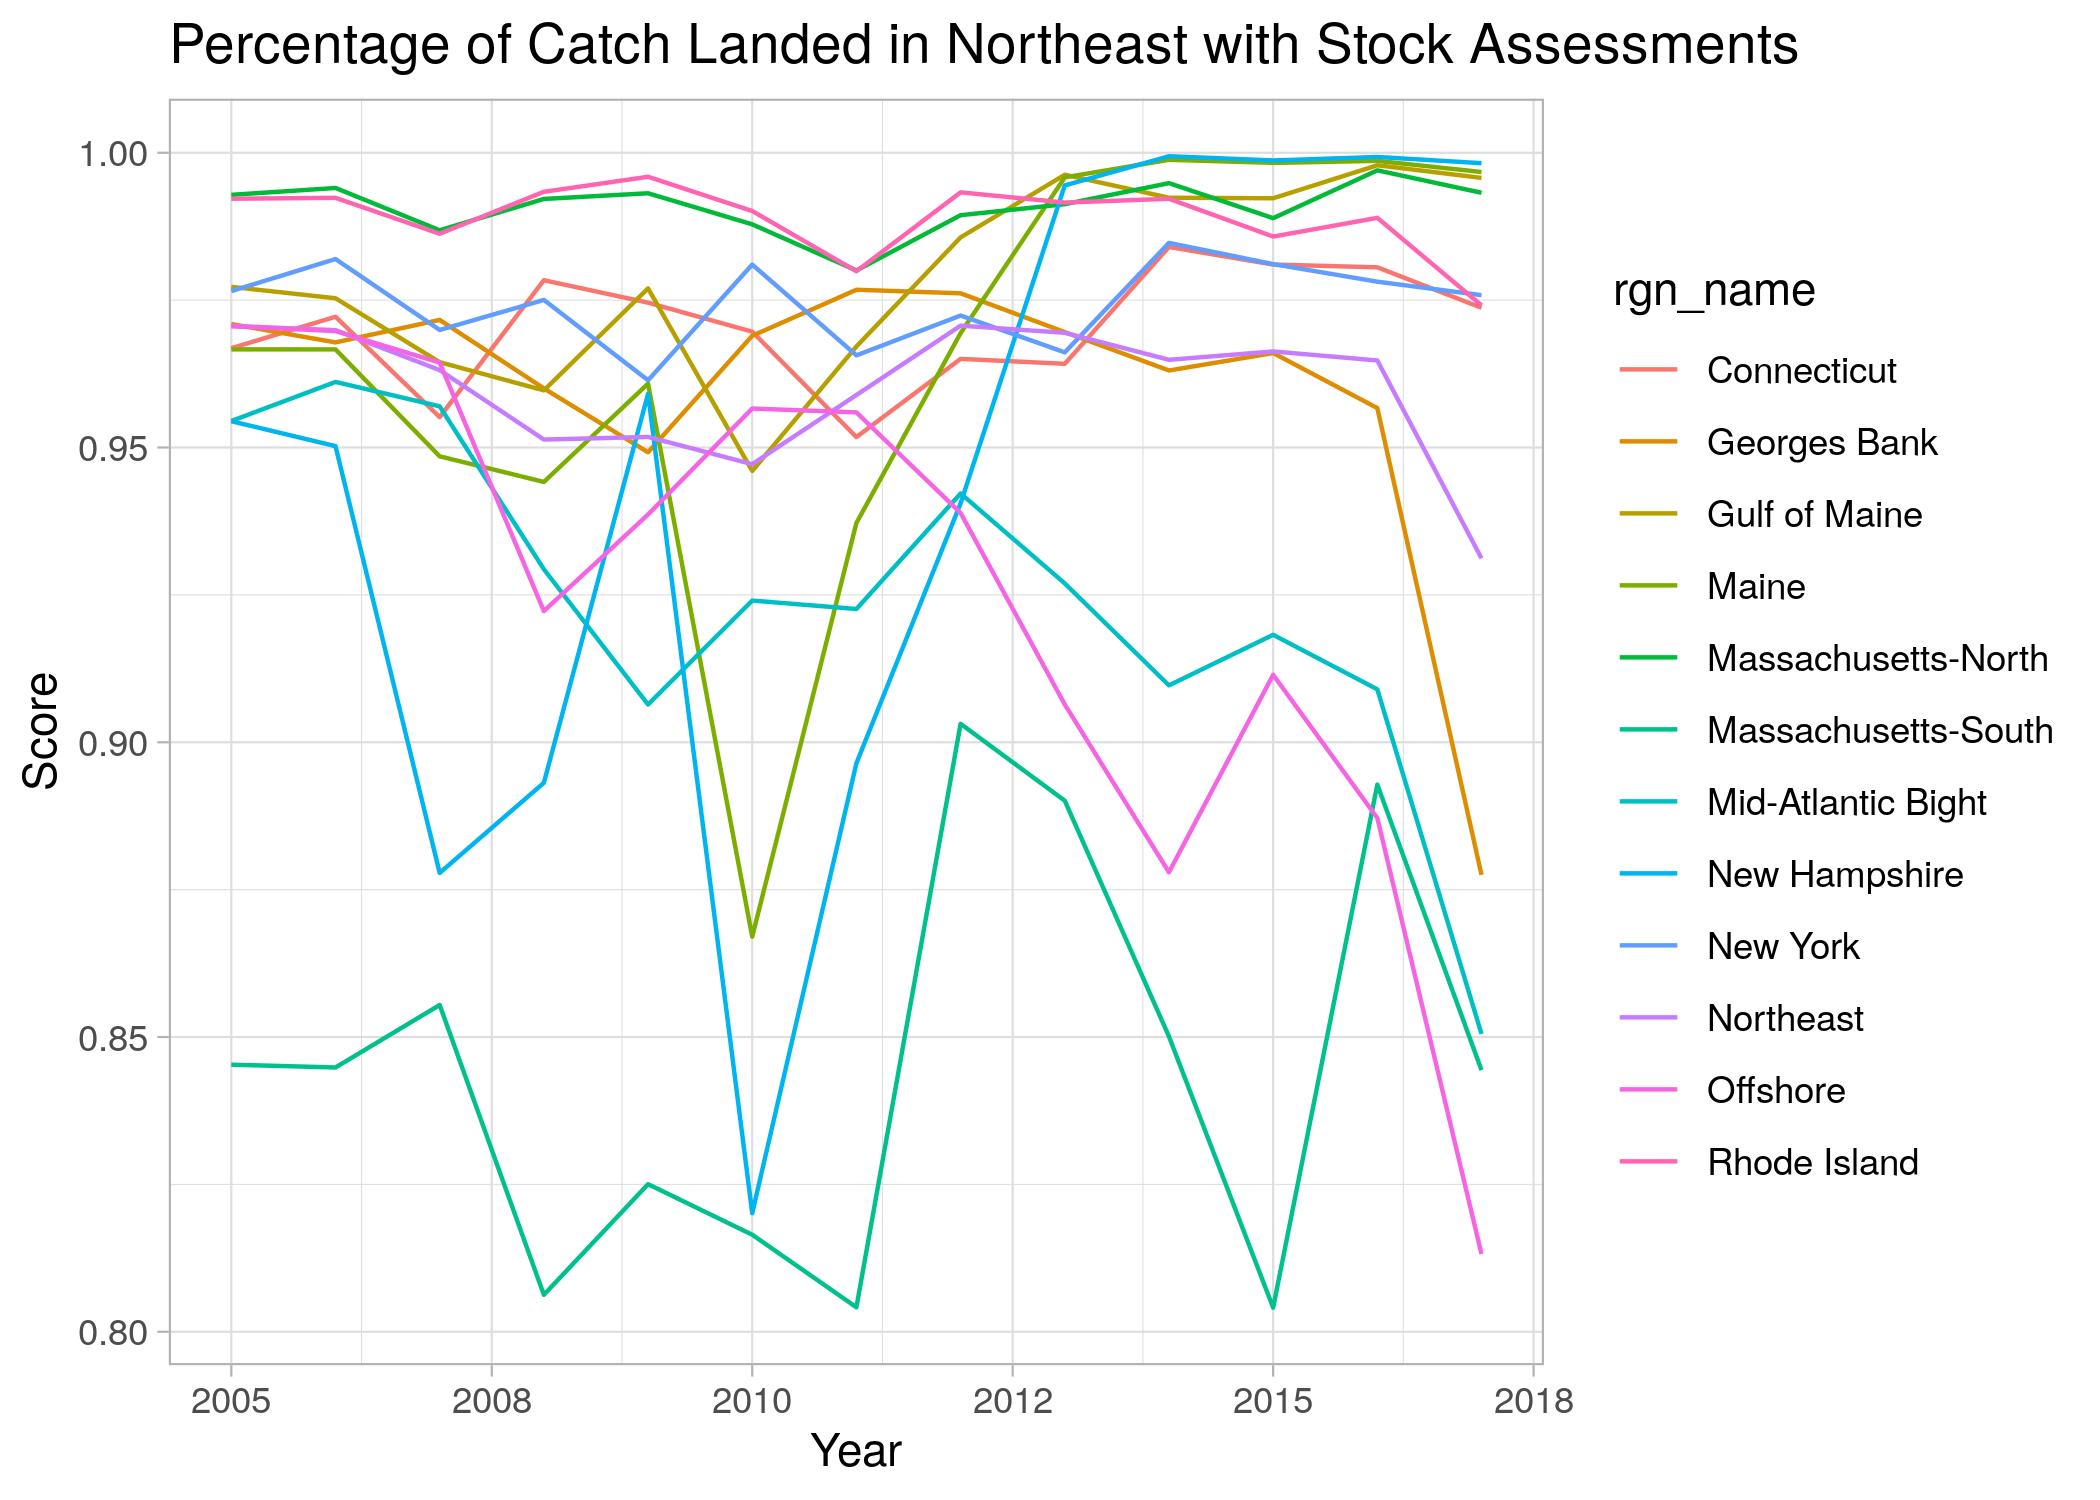 Percentage of Catch Landed in Northeast with Stock Assessments
1.00
0.95
0.90
0.85
0.80
Score
2005 2008 2010 2012 2015 2018
Year
rgn_name
Connecticut
Georges Bank
Gulf of Maine
Maine
Massachusetts-North
Massachusetts-South
Mid-Atlantic Bight
New Hampshire
New York
Northeast
Offshore
Rhode Island